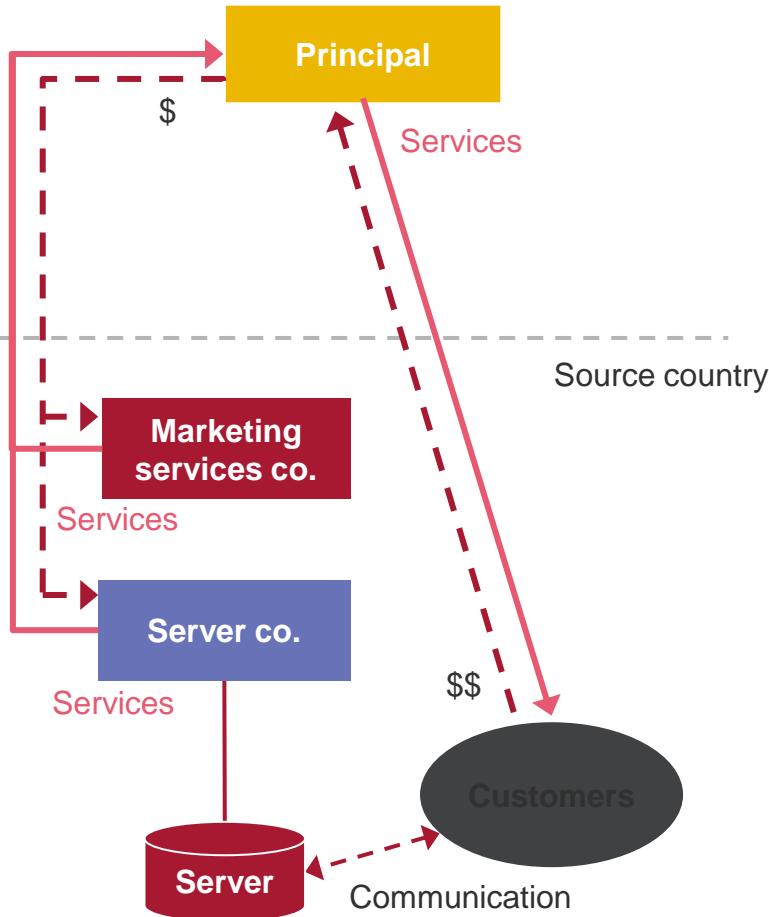 Principal
$
Services
Source country
Marketing
services co.
Services
Server co.
$$
Services
Customers
Server
Communication